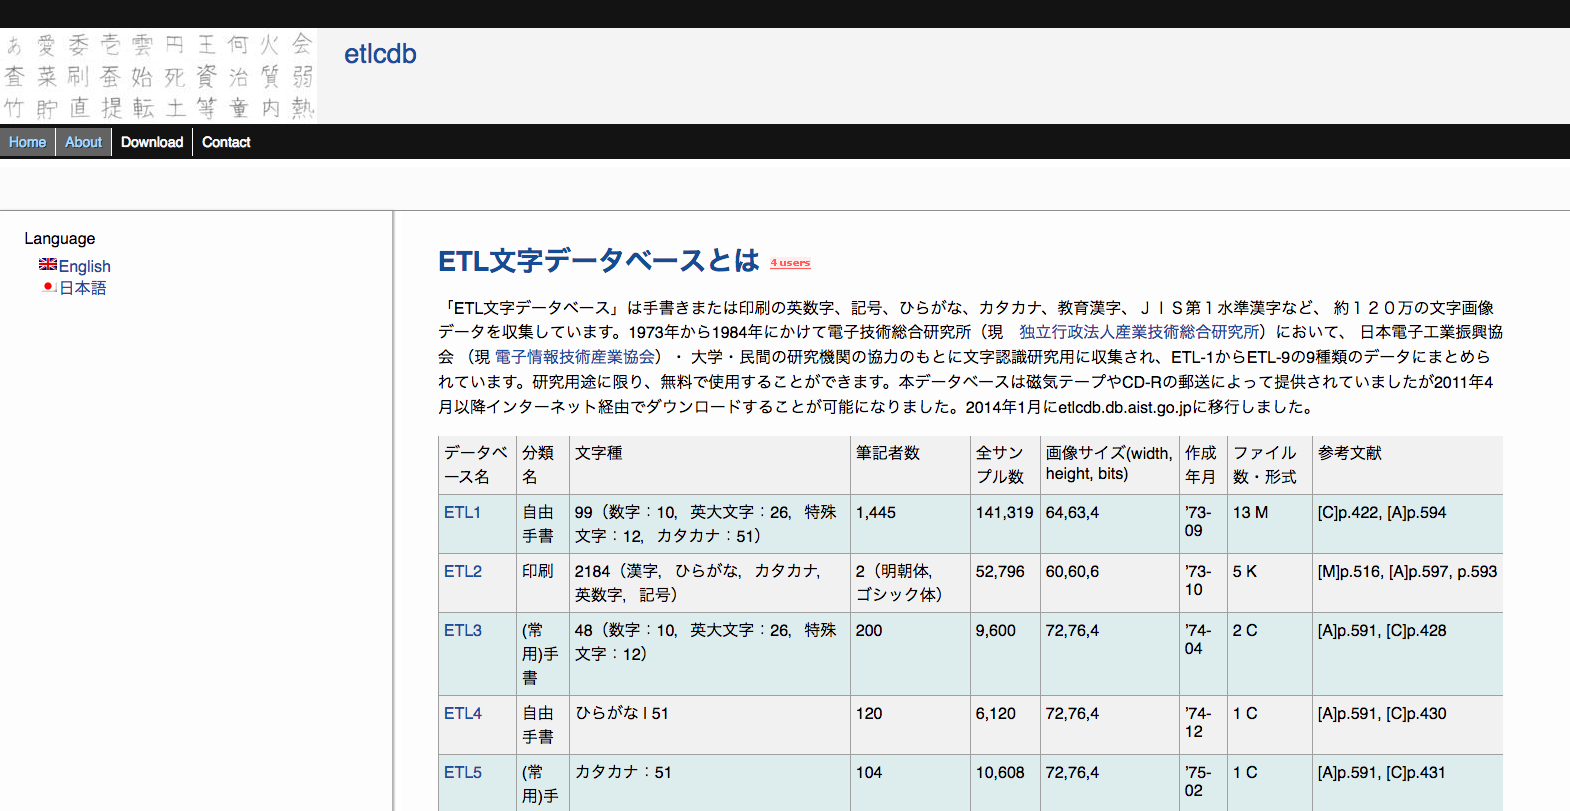 あ愛委壱雲円王何火会
査菜刷蚕始死資治質弱
竹貯直提転土等童内熱
etlcdb
Home About Download Contact
Language
English
日本語
ETL文字データベースとは 4 users
「ETL文字データベース」は手書きまたは印刷の英数字、記号、ひらがな、カタカナ、教育漢字、ＪＩＳ第１水準漢字など、 約１２０万の文字画像
データを収集しています。1973年から1984年にかけて電子技術総合研究所（現　独立行政法人産業技術総合研究所）において、 日本電子工業振興協
会 （現 電子情報技術産業協会）・ 大学・民間の研究機関の協力のもとに文字認識研究用に収集され、ETL-1からETL-9の9種類のデータにまとめら
れています。研究用途に限り、無料で使用することができます。本データベースは磁気テープやCD-Rの郵送によって提供されていましたが2011年4
月以降インターネット経由でダウンロードすることが可能になりました。2014年1月にetlcdb.db.aist.go.jpに移行しました。
データベ
ース名
分類
名
文字種
筆記者数
全サン
プル数
画像サイズ(width,
height, bits)
作成
年月
ファイル
数・形式
参考文献
ETL1
自由
手書
99（数字：10，英大文字：26，特殊
文字：12，カタカナ：51）
1,445
141,319
64,63,4
’73-
09
13 M
[C]p.422, [A]p.594
ETL2
印刷
2184（漢字，ひらがな，カタカナ，
英数字，記号）
2（明朝体,
ゴシック体）
52,796
60,60,6
’73-
10
5 K
[M]p.516, [A]p.597, p.593
ETL3
(常
用)手
書
48（数字：10，英大文字：26，特殊
文字：12）
200
9,600
72,76,4
’74-
04
2 C
[A]p.591, [C]p.428
ETL4
自由
手書
ひらがな l 51
120
6,120
72,76,4
’74-
12
1 C
[A]p.591, [C]p.430
ETL5
(常
用)手
カタカナ：51
104
10,608
72,76,4
’75-
02
1 C
[A]p.591, [C]p.431